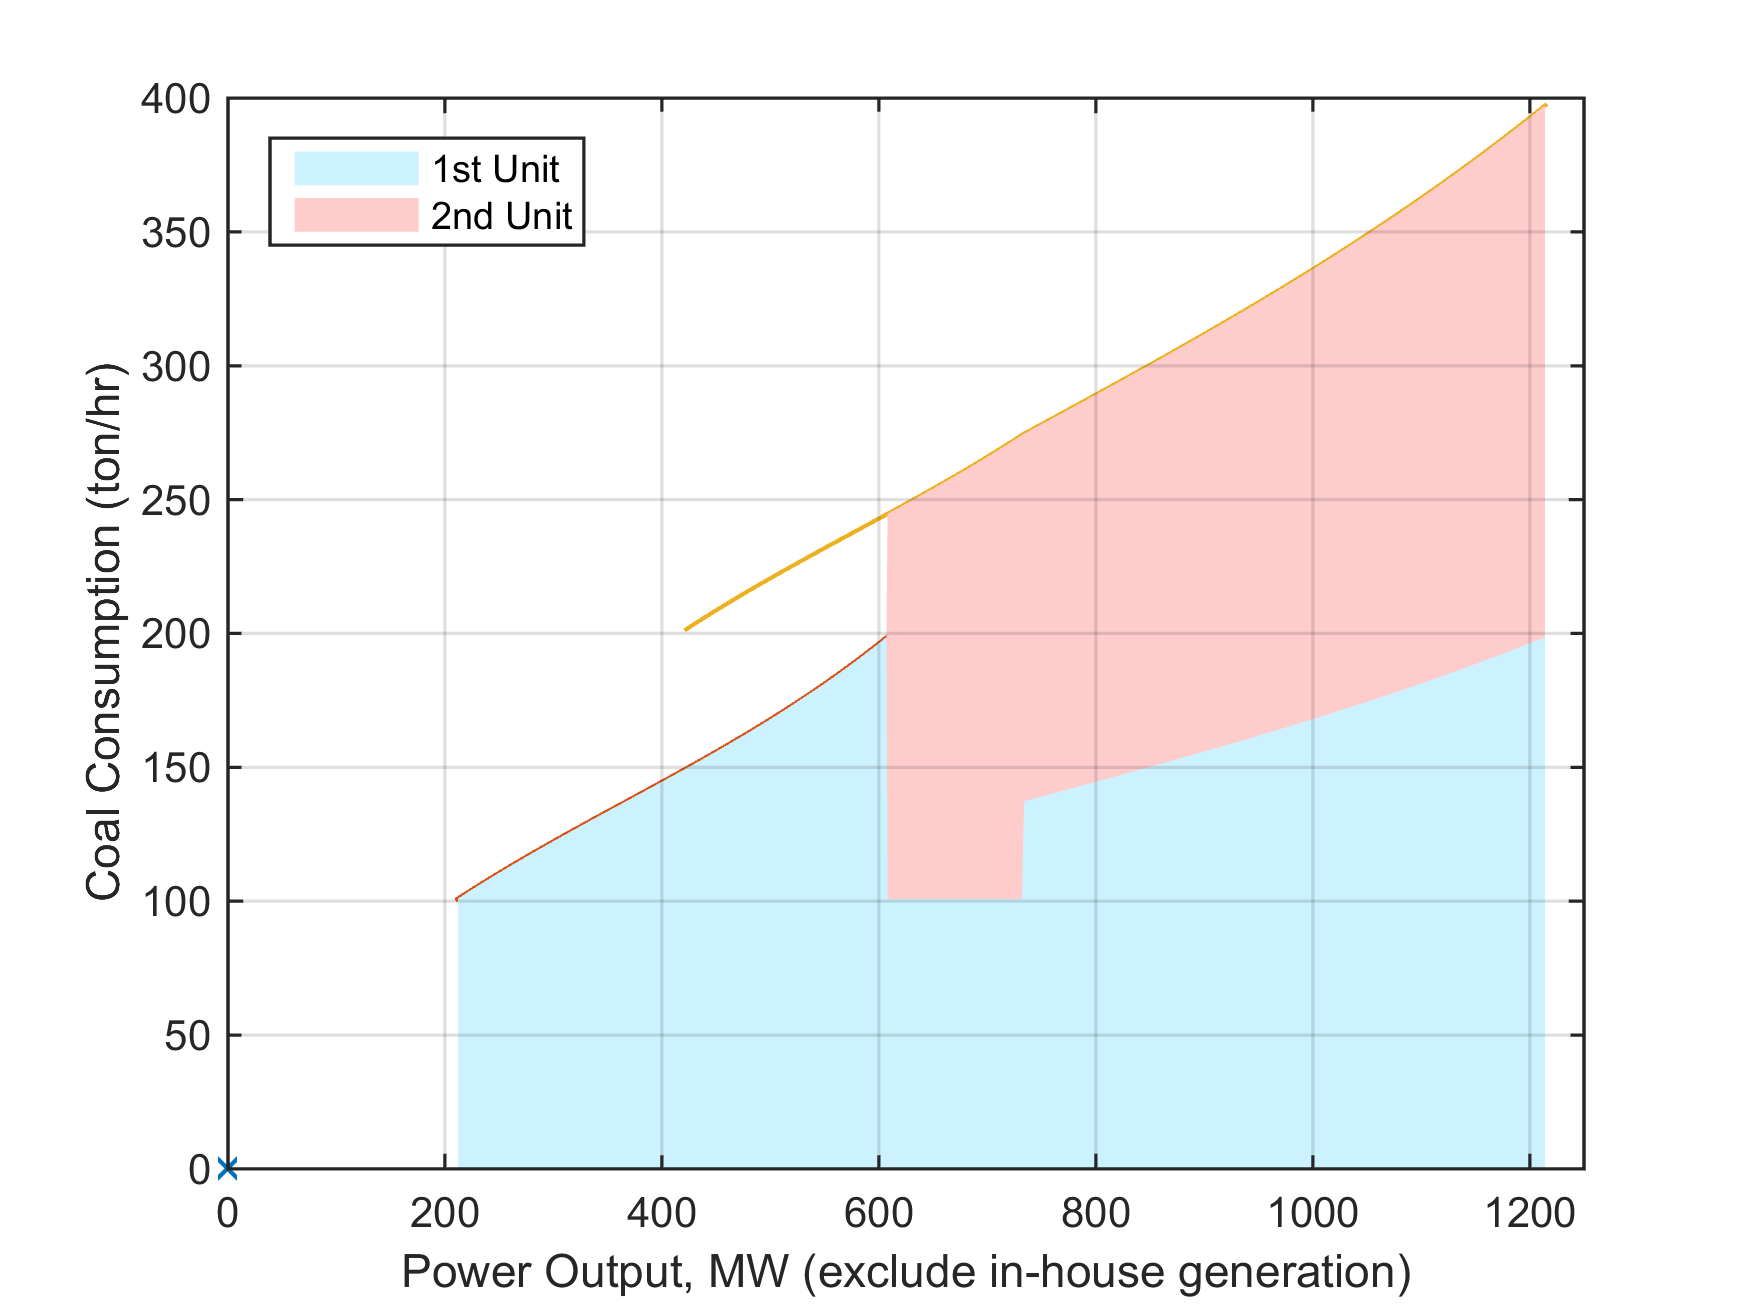 400
350
300
250
200
150
100
50
0
Coal Consumption (ton/hr)
1st Unit
2nd Unit
0 200 400 600 800 1000 1200
Power Output, MW (exclude in-house generation)